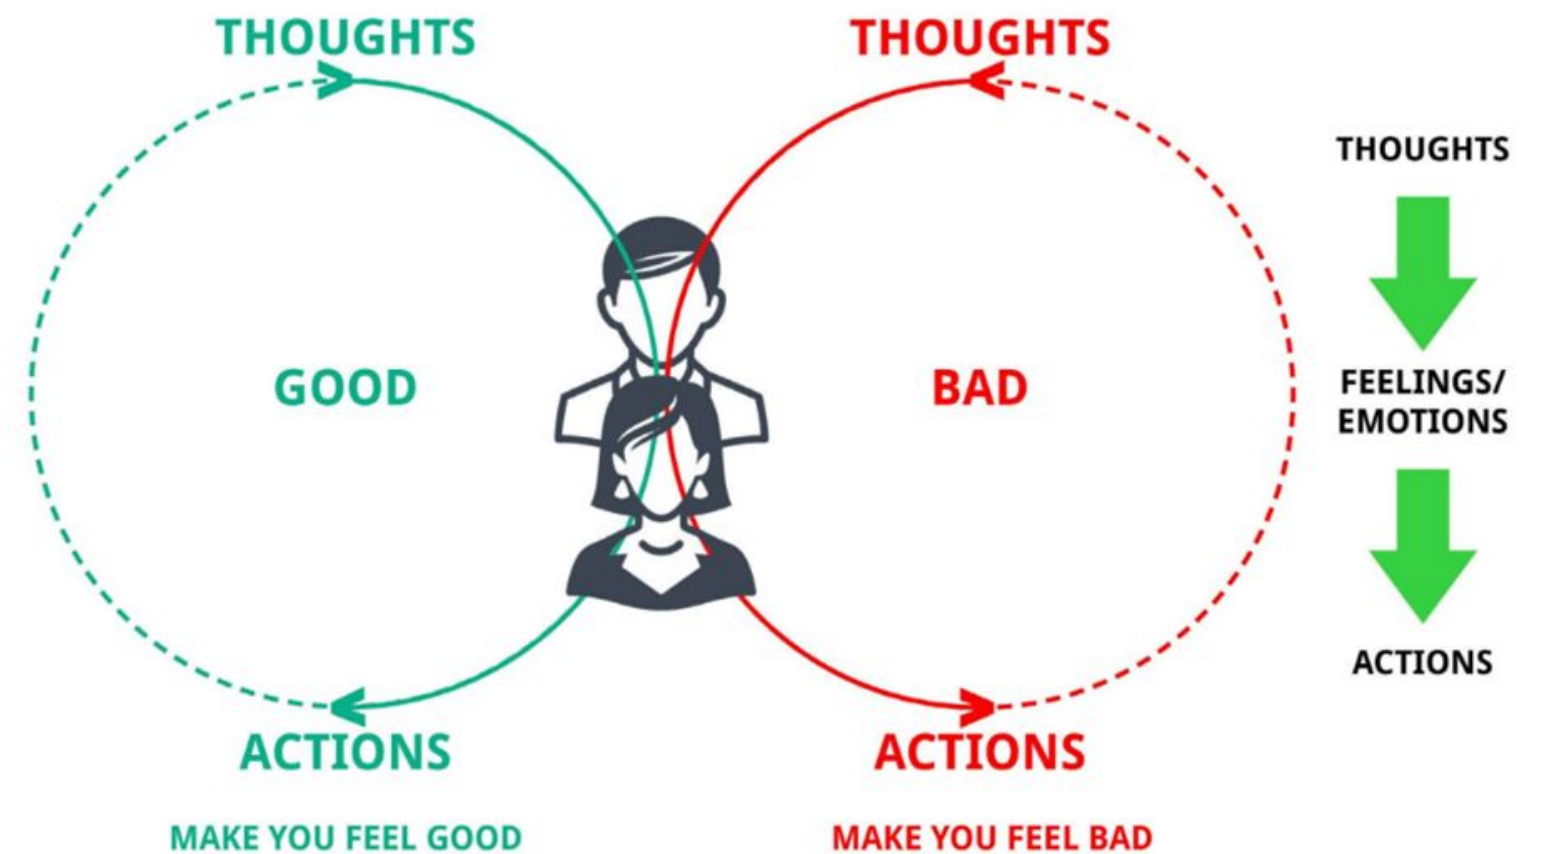 THOUGHTS
THOUGHTS
THOUGHTS
GOOD
BAD
FEELINGS/
EMOTIONS
ACTIONS
ACTIONS
ACTIONS
MAKE YOU FEEL GOOD
MAKE YOU FEEL BAD